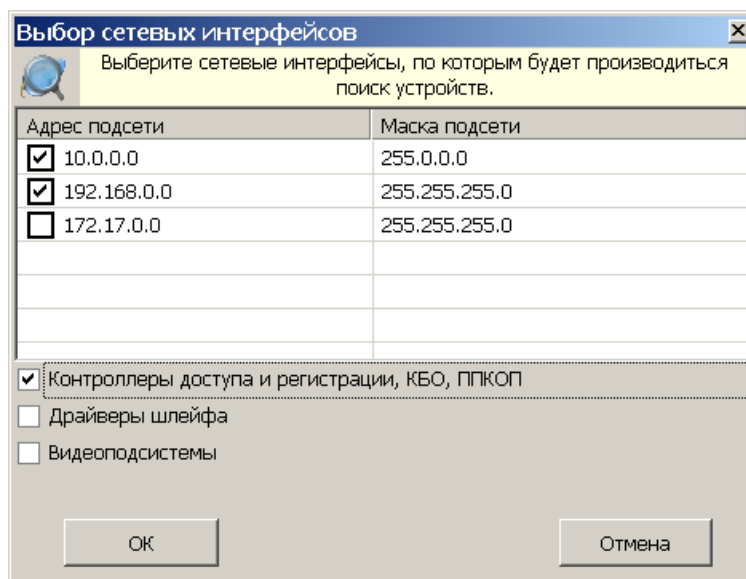 Выбор сетевых интерфейсов
Выберите сетевые интерфейсы, по которым будет производиться
поиск устройств.
Адрес подсети Маска подсети
10.0.0.0 255.0.0.0
192.168.0.0 255.255.255.0
172.17.0.0 255.255.255.0
Контроллеры доступа и регистрации, КБО, ППКОП
Драйверы шлейфа
Видеоподсистемы
ОК Отмена